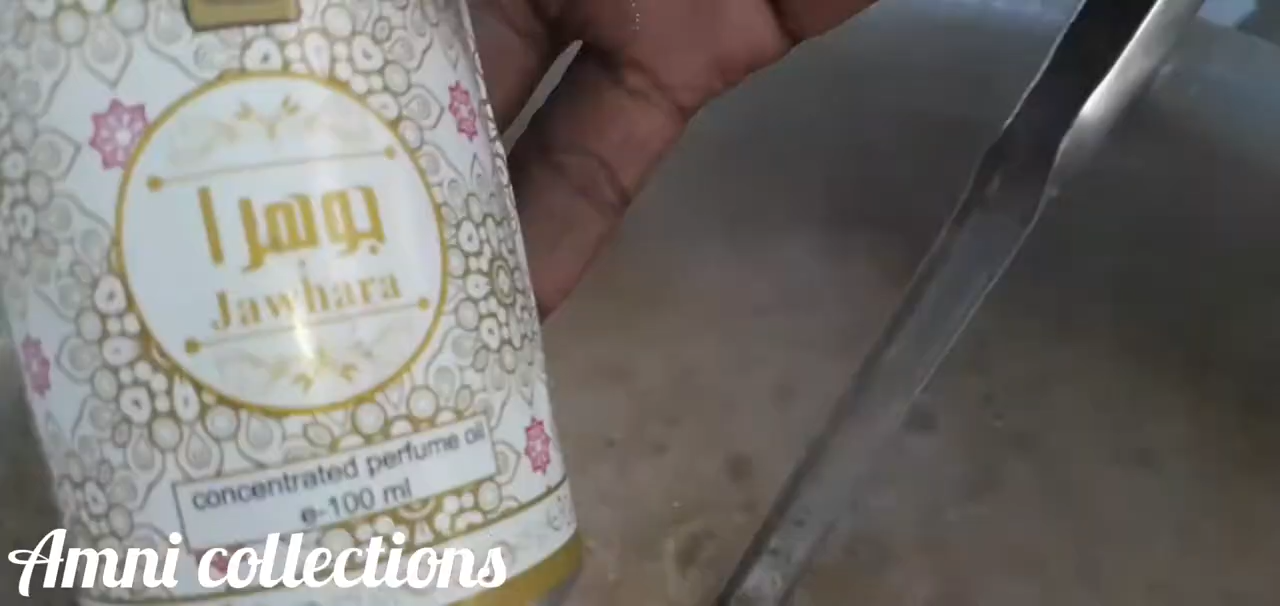 جوهرا
Jawhara
concentrated perfume oil
e-100 ml
Amni collections